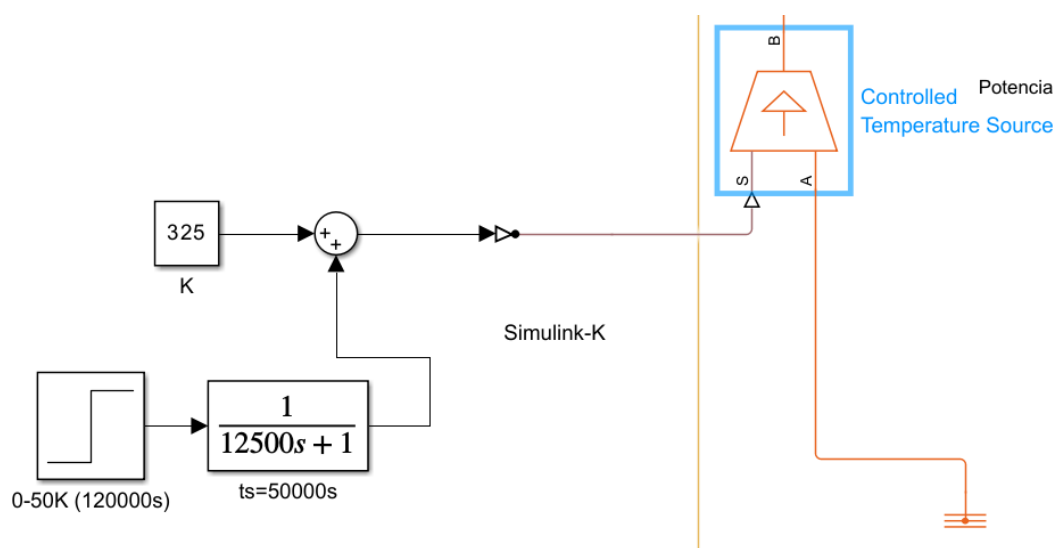 B
Potencia
Controlled
Temperature Source
S
A
325
+
+
K
Simulink-K
1
12500s + 1
0-50K (120000s)
ts=50000s